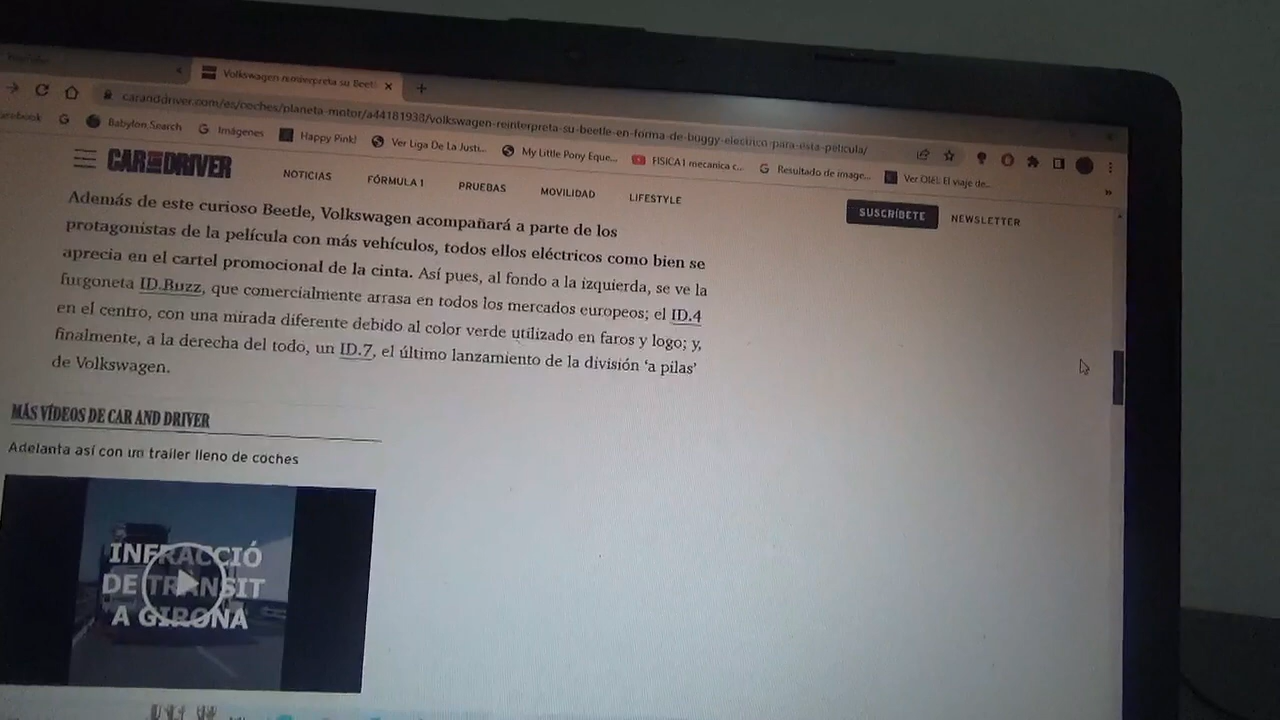 Volkswagen reinterpreta su Beetl
caranddriver.com/es/coches/planeta-motor/a44181938/volkswagen-reinterpreta-su-beetle-en-forma-de-buggy-electrico-para-esta-pelicula/
Babylon Search
Imágenes
Happy Pink!
Ver Liga De La Justi...
My Little Pony Eque...
FISICA1 mecanica c...
Resultado de image...
Ver Olé!. El viaje de...
CAR AND DRIVER
NOTICIAS
FÓRMULA 1
PRUEBAS
MOVILIDAD
LIFESTYLE
SUSCRÍBETE
NEWSLETTER
Además de este curioso Beetle, Volkswagen acompañará a parte de los
protagonistas de la película con más vehículos, todos ellos eléctricos como bien se
aprecia en el cartel promocional de la cinta. Así pues, al fondo a la izquierda, se ve la
furgoneta ID.Buzz, que comercialmente arrasa en todos los mercados europeos; el ID.4
en el centro, con una mirada diferente debido al color verde utilizado en faros y logo; y,
finalmente, a la derecha del todo, un ID.7, el último lanzamiento de la división ‘a pilas’
de Volkswagen.
MÁS VÍDEOS DE CAR AND DRIVER
Adelanta así con un trailer lleno de coches
INFRACCIÓ
DE TRÀNSIT
A GIRONA